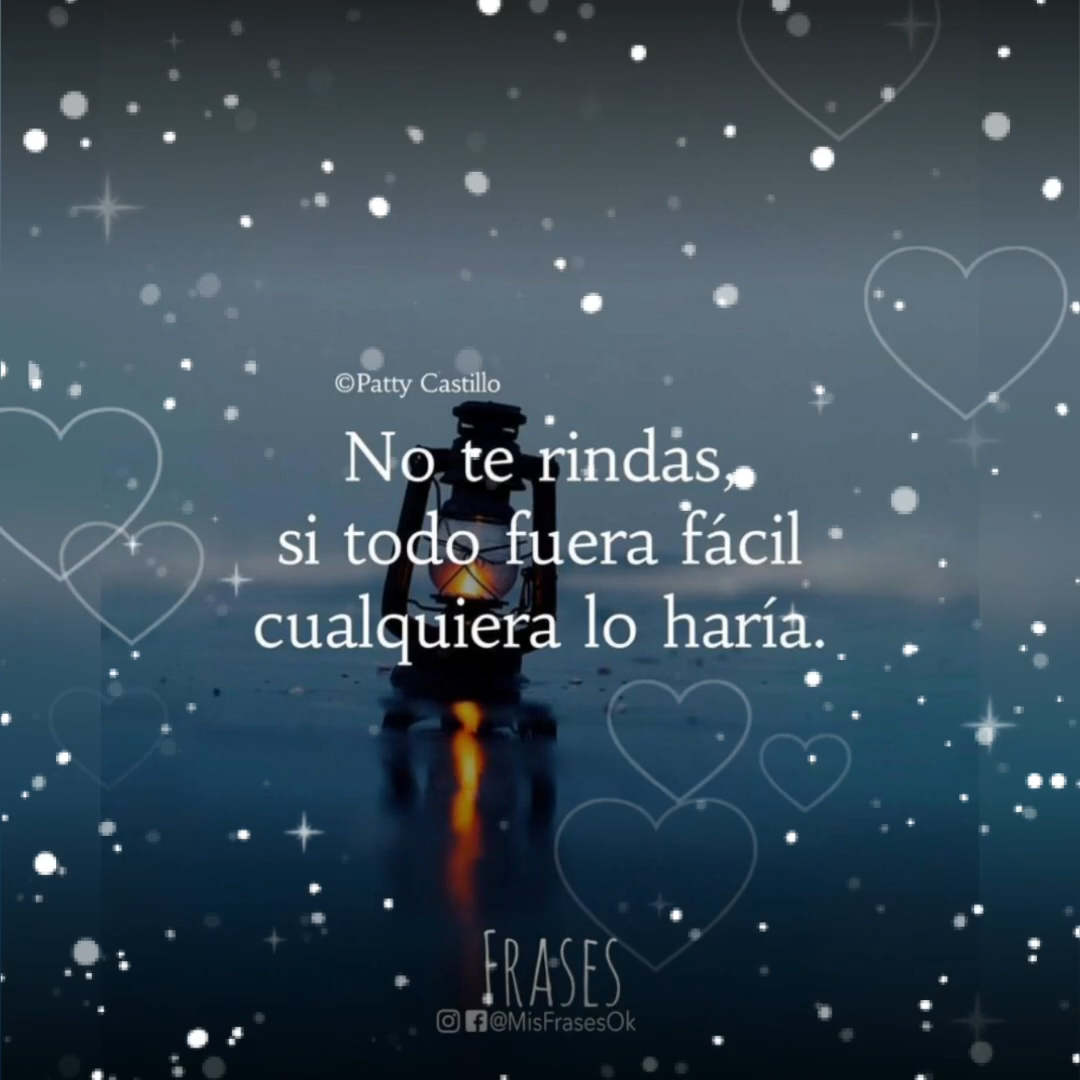 ©Patty Castillo
No te rindas,
si todo fuera fácil
cualquiera lo haría.
FRASES
@MisFrasesOk